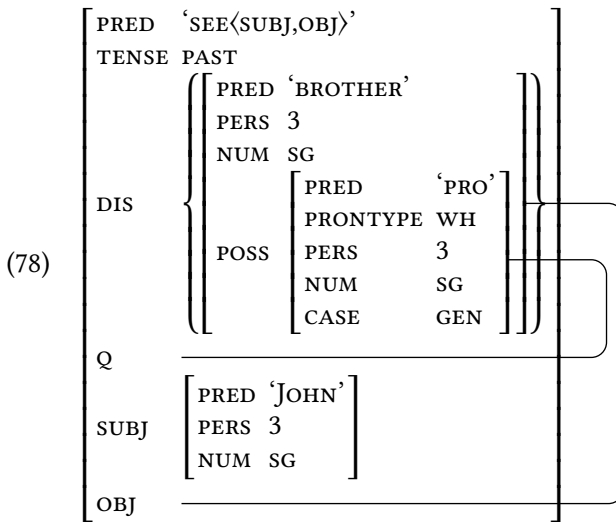 PRED ‘SEE⟨SUBJ,OBJ⟩’
TENSE PAST
PRED ‘BROTHER’
PERS 3
NUM SG
PRED ‘PRO’
PRONTYPE WH
DIS
PERS 3
POSS
(78)
NUM SG
CASE GEN
Q
PRED ‘JOHN’
SUBJ PERS 3
NUM SG
OBJ